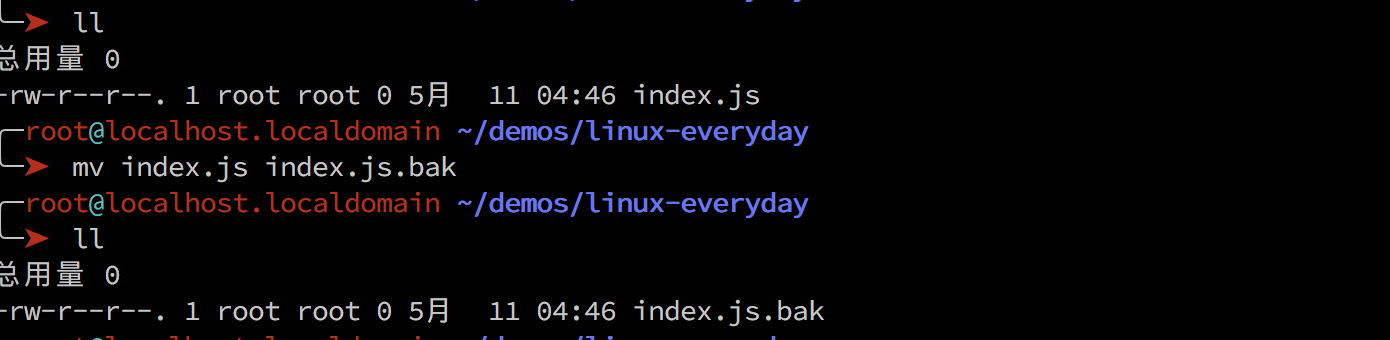 ➤ ll
总用量 0
-rw-r--r--. 1 root root 0 5月  11 04:46 index.js
root@localhost.localdomain ~/demos/linux-everyday
➤ mv index.js index.js.bak
root@localhost.localdomain ~/demos/linux-everyday
➤ ll
总用量 0
-rw-r--r--. 1 root root 0 5月  11 04:46 index.js.bak